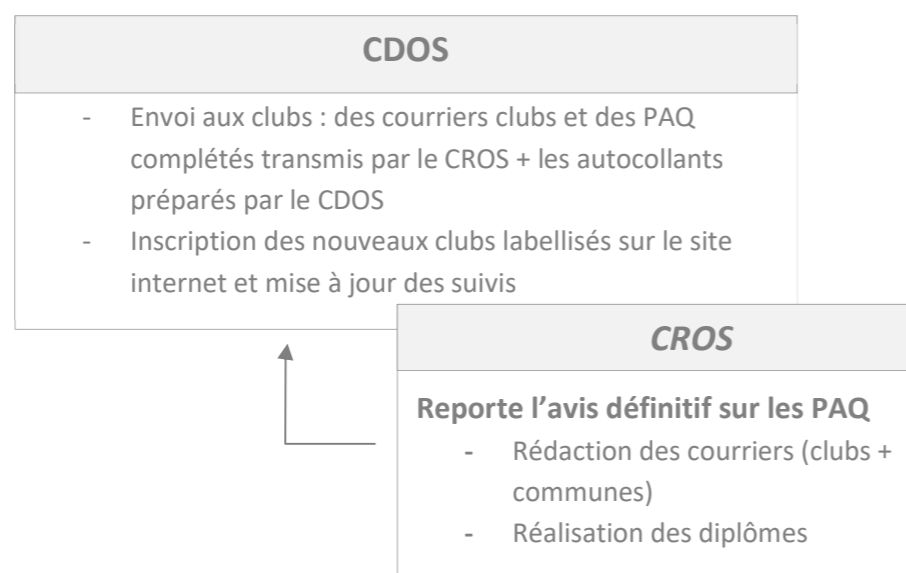 CDOS
- Envoi aux clubs : des courriers clubs et des PAQ
complétés transmis par le CROS + les autocollants
préparés par le CDOS
- Inscription des nouveaux clubs labellisés sur le site
internet et mise à jour des suivis
CROS
Reporte l’avis définitif sur les PAQ
- Rédaction des courriers (clubs +
communes)
- Réalisation des diplômes